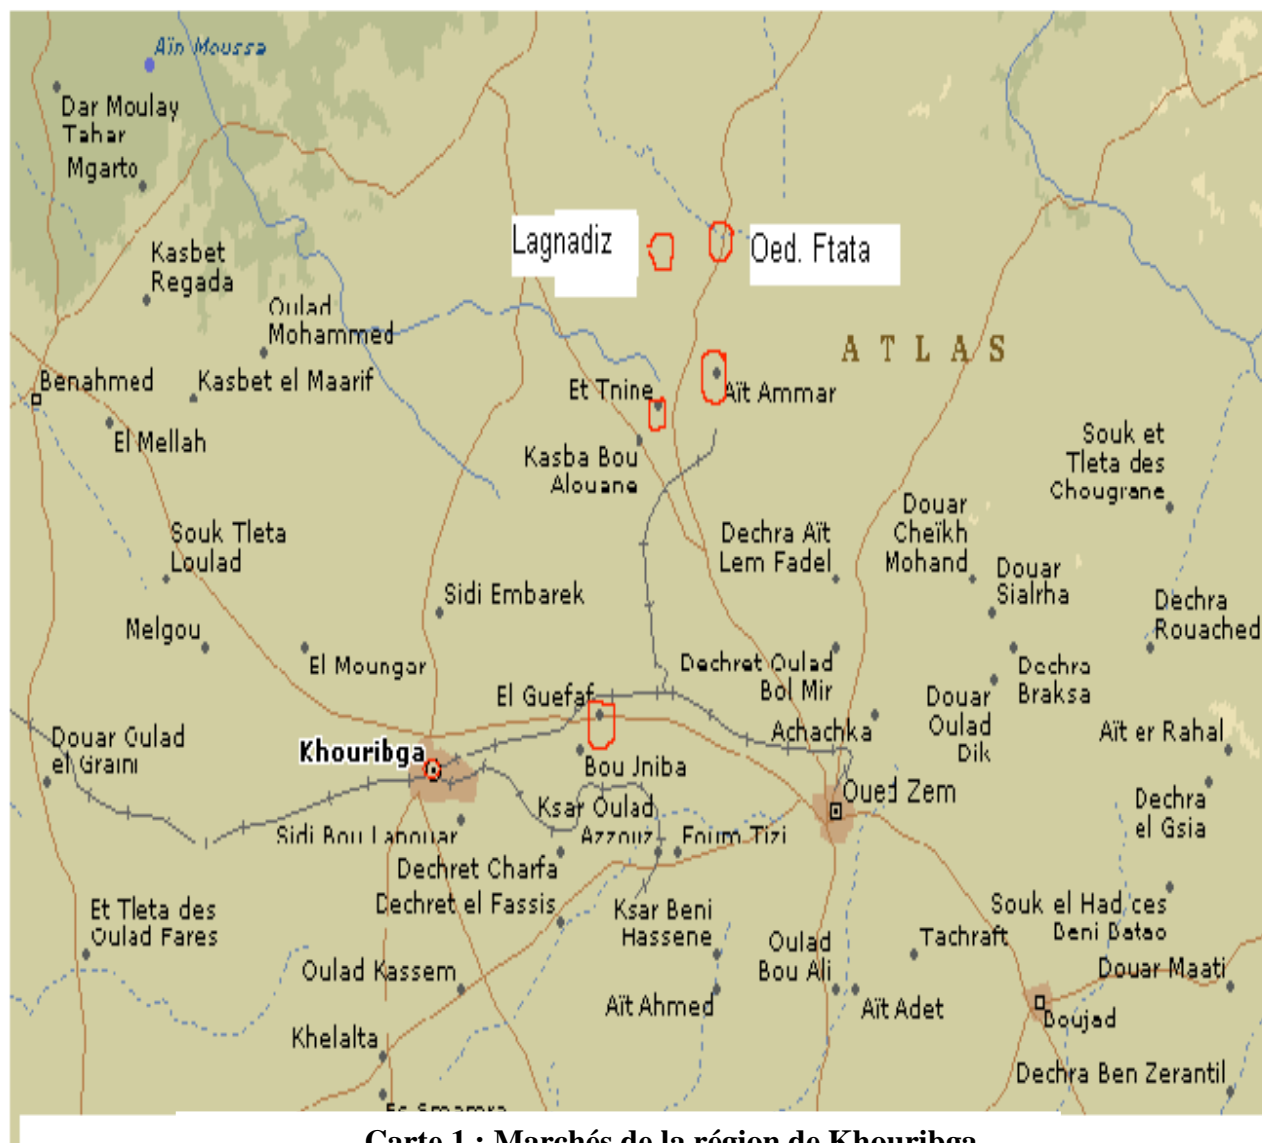 Aïn Moussa
Dar Moulay
Tahar
Mgarto
Kasbet
Regada
Oulad
Mohammed
Lagnadiz
Oed. Ftata
ATLAS
Benahmed
Kasbet el Maarif
Et Tnine
Aït Ammar
El Mellah
Kasba Bou
Alouane
Souk et
Tleta des
Chougrane
Souk Tleta
Loulad
Dechra Aït
Lem Fadel
Douar
Cheïkh
Mohand
Douar
Sialrha
Sidi Embarek
Dechra
Rouached
Melgou
El Moungar
Dechret Oulad
Bol Mir
Dechra
Braksa
El Guefaf
Douar
Oulad
Dik
Achachka
Aït er Rahal
Douar Oulad
el Graini
Khouribga
Bou Jniba
Oued Zem
Dechra
el Gsia
Ksar Oulad
Azzouz
Sidi Bou Lanouar
Foum Tizi
Dechret Charfa
Dechret el Fassis
Et Tleta des
Oulad Fares
Ksar Beni
Hassene
Souk el Had ces
Beni Batao
Oulad
Bou Ali
Tachraft
Oulad Kassem
Douar Maati
Aït Ahmed
Aït Adet
Boujad
Khelalta
Dechra Ben Zerantil
Es Smamra
Carte 1 : Marchés de la région de Khouribga